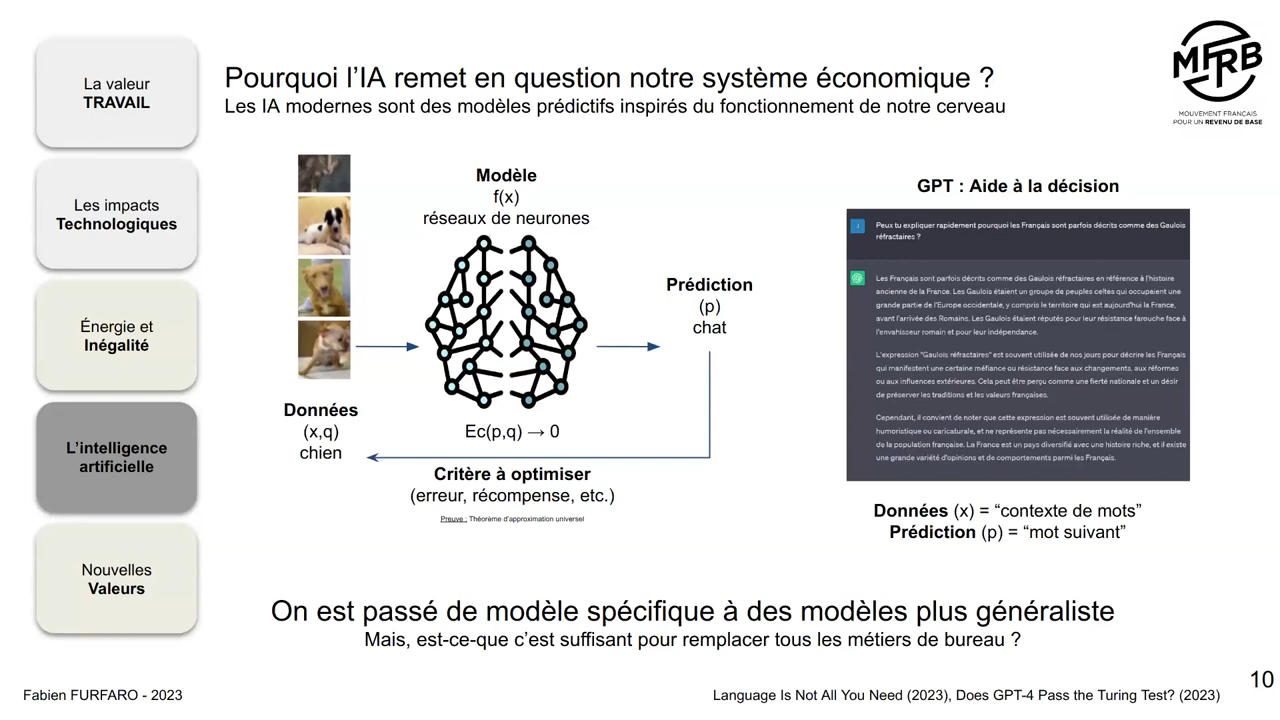 La valeur
TRAVAIL
Les impacts
Technologiques
Énergie et
Inégalité
L'intelligence
artificielle
Nouvelles
Valeurs
Pourquoi l'IA remet en question notre système économique ?
Les IA modernes sont des modèles prédictifs inspirés du fonctionnement de notre cerveau
MFRB
MOUVEMENT FRANÇAIS
POUR UN REVENU DE BASE
Modèle
f(x)
réseaux de neurones
Prédiction
(p)
chat
Données
(x,q)
chien
Ec(p,q) → 0
Critère à optimiser
(erreur, récompense, etc.)
Preuve : Théorème d'approximation universel
GPT : Aide à la décision
Peux tu expliquer rapidement pourquoi les Français sont parfois décrits comme des Gaulois
réfractaires ?
Les Français sont parfois décrits comme des Gaulois réfractaires en référence à l'histoire
ancienne de la France. Les Gaulois étaient un groupe de peuples celtes qui occupaient une
grande partie de l'Europe occidentale, y compris le territoire qui est aujourd'hui la France,
avant l'arrivée des Romains. Les Gaulois étaient réputés pour leur résistance farouche face à
l'envahisseur romain et pour leur indépendance.
L'expression "Gaulois réfractaires" est souvent utilisée de nos jours pour décrire les Français
qui manifestent une certaine méfiance ou résistance face aux changements, aux réformes
ou aux influences extérieures. Cela peut être perçu comme une fierté nationale et un désir
de préserver les traditions et les valeurs françaises.
Cependant, il convient de noter que cette expression est souvent utilisée de manière
humoristique ou caricaturale, et ne représente pas nécessairement la réalité de l'ensemble
de la population française. La France est un pays diversifié avec une histoire riche, et il existe
une grande variété d'opinions et de comportements parmi les Français.
Données (x) = “contexte de mots”
Prédiction (p) = “mot suivant”
On est passé de modèle spécifique à des modèles plus généraliste
Mais, est-ce-que c'est suffisant pour remplacer tous les métiers de bureau ?
Fabien FURFARO - 2023
Language Is Not All You Need (2023), Does GPT-4 Pass the Turing Test? (2023)
10